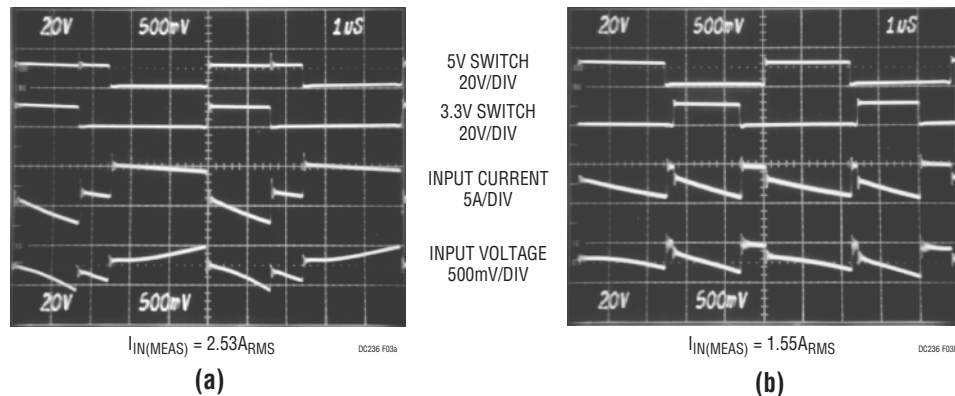 20V 500mV 1uS
20V 500mV
I_IN(MEAS) = 2.53A_RMS
DC236 F03a
(a)
5V SWITCH
20V/DIV
3.3V SWITCH
20V/DIV
INPUT CURRENT
5A/DIV
INPUT VOLTAGE
500mV/DIV
20V 500mV 1uS
20V 500mV
I_IN(MEAS) = 1.55A_RMS
DC236 F03
(b)